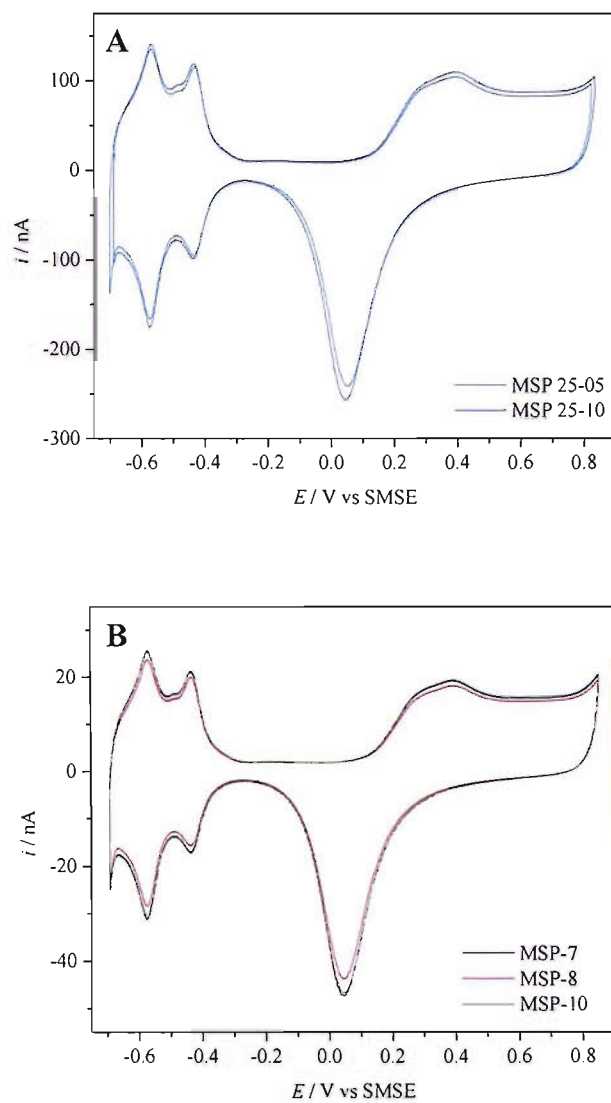 A
100
0
-100
-200
-300
i / nA
MSP 25-05
MSP 25-10
-0.6 -0.4 -0.2 0.0 0.2 0.4 0.6 0.8
E / V vs SMSE
B
20
0
-20
-40
i / nA
MSP-7
MSP-8
MSP-10
-0.6 -0.4 -0.2 0.0 0.2 0.4 0.6 0.8
E / V vs SMSE